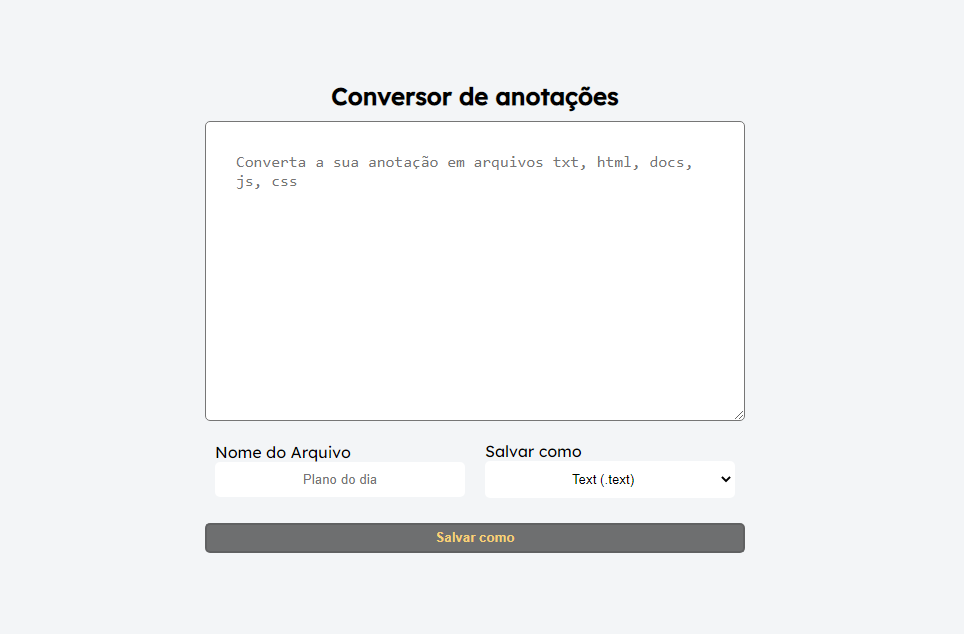 Conversor de anotações
Converta a sua anotação em arquivos txt, html, docs,
js, css
Nome do Arquivo
Salvar como
Plano do dia
Text (.text)
Salvar como